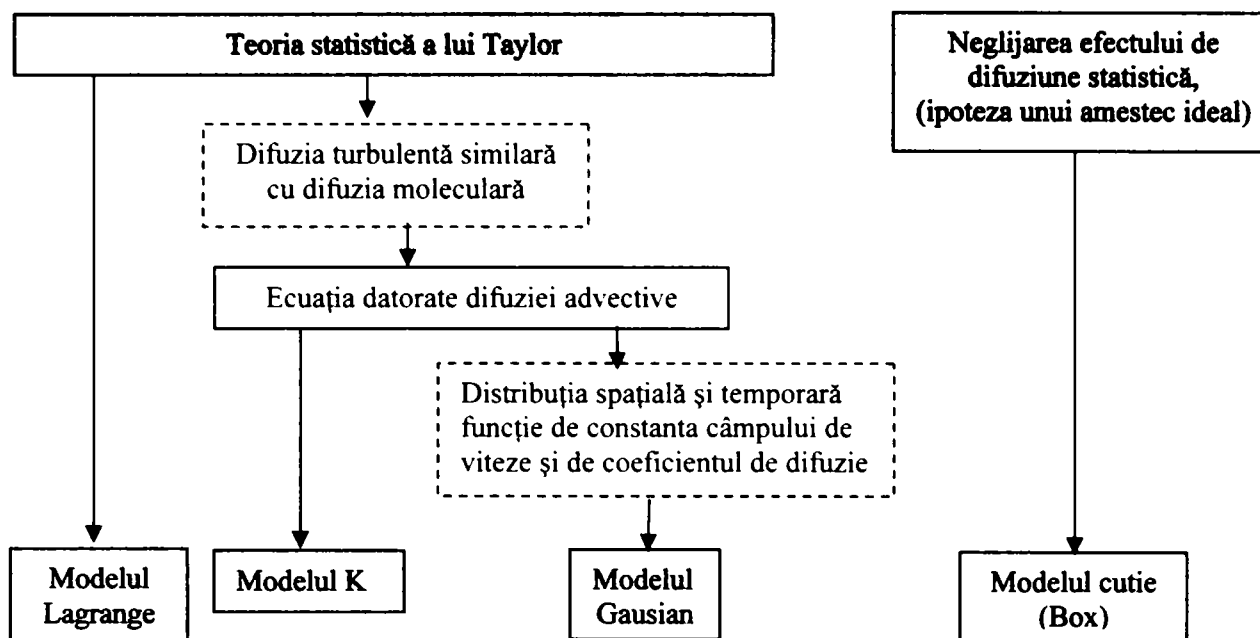 Teoria statistică a lui Taylor
Neglijarea efectului de
difuziune statistică,
(ipoteza unui amestec ideal)
Difuzia turbulentă similară
cu difuzia moleculară
Ecuația datorate difuziei advective
Distribuția spațială și temporară
funcție de constanta câmpului de
viteze și de coeficientul de difuzie
Modelul
Lagrange
Modelul K
Modelul
Gausian
Modelul cutie
(Box)